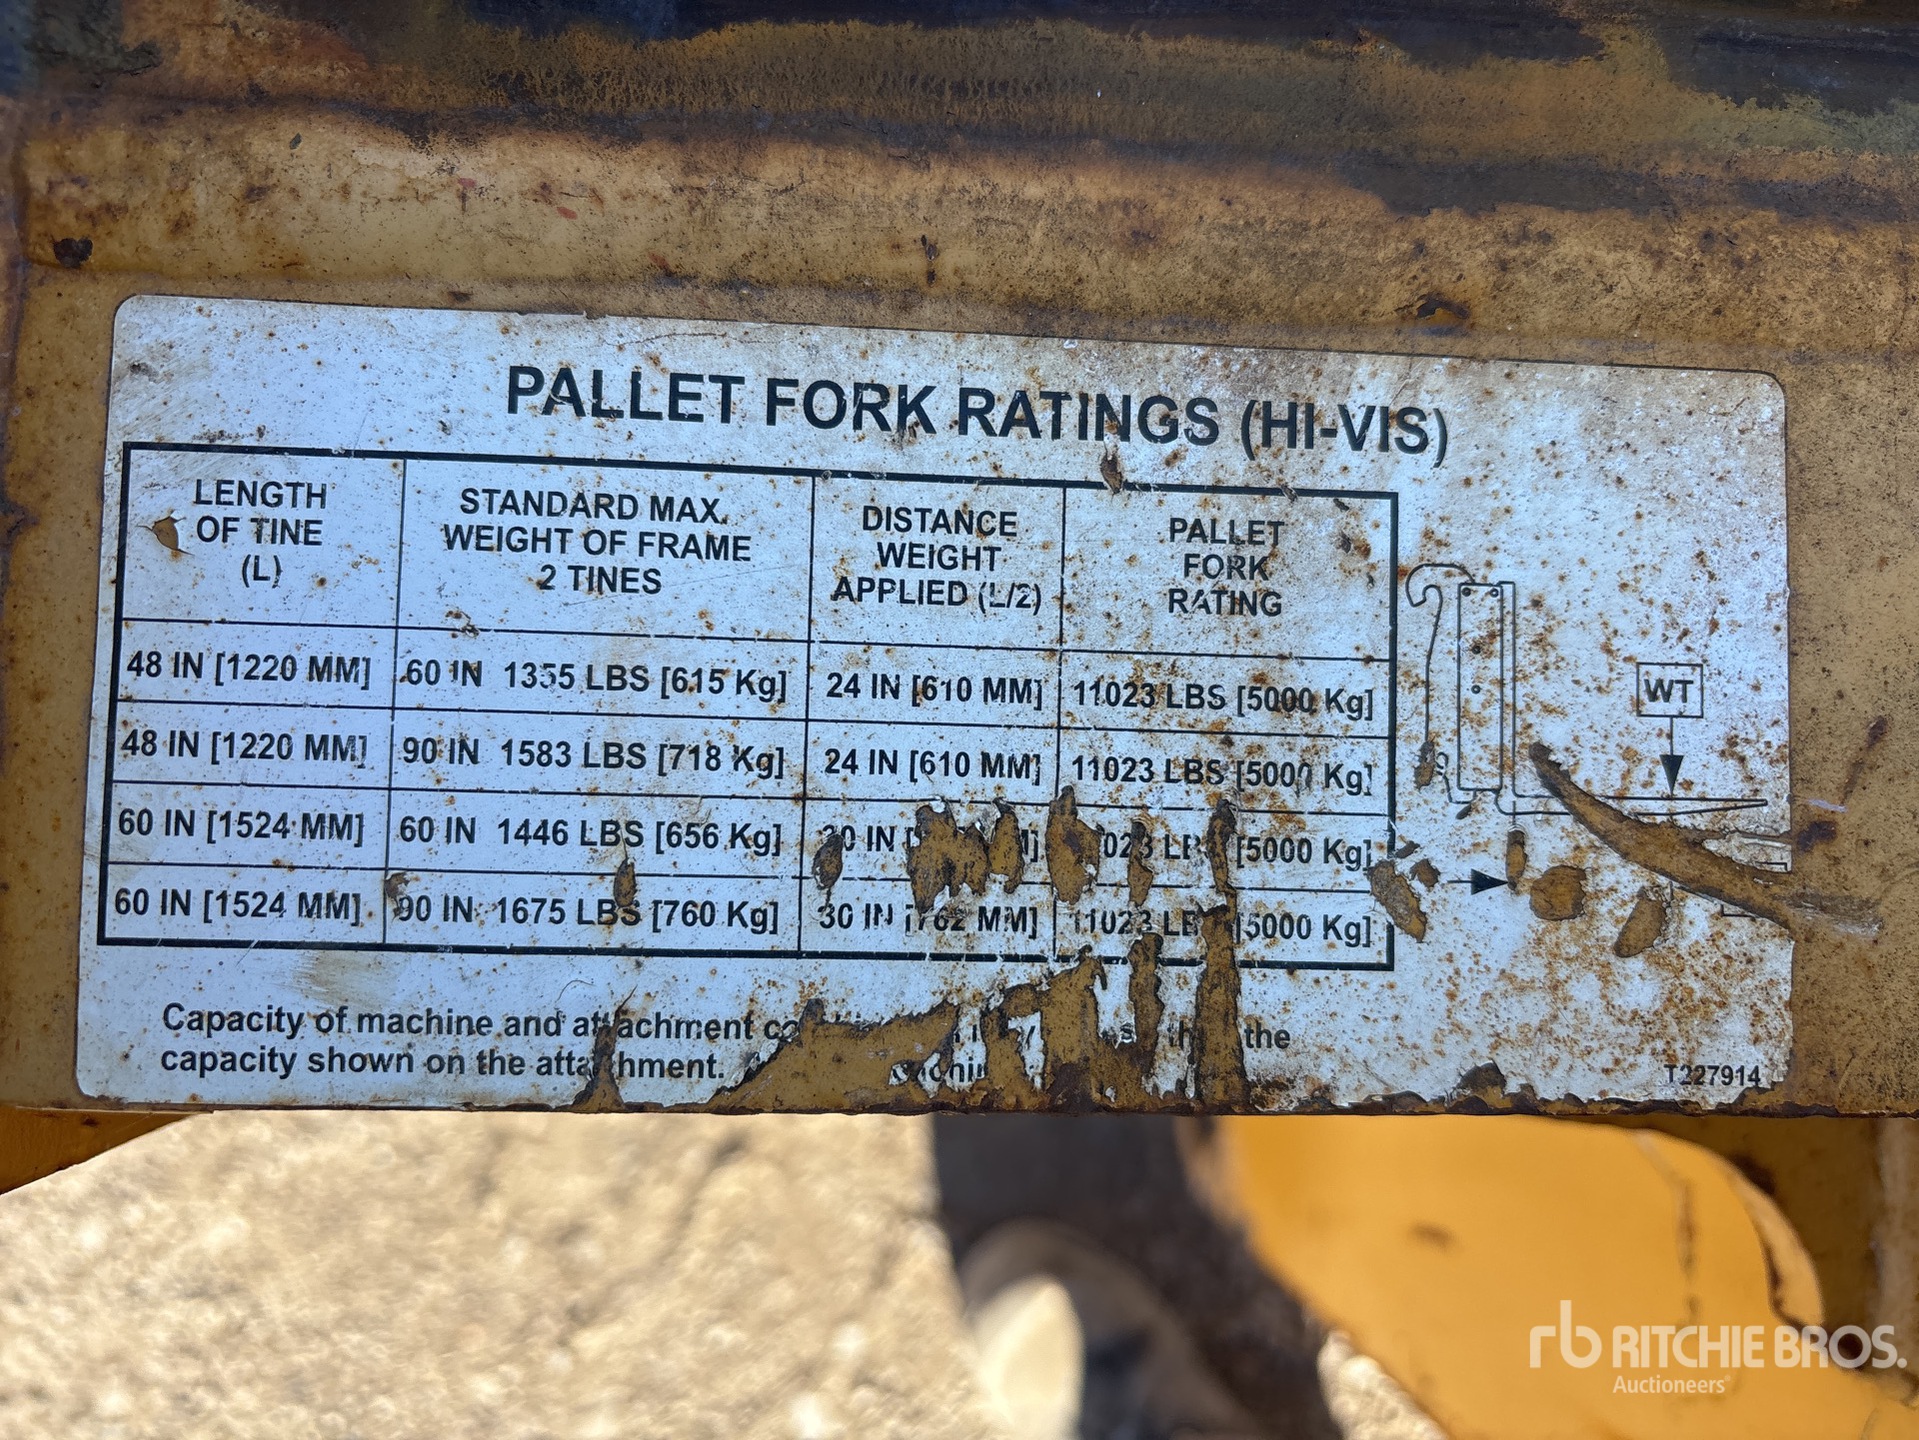 PALLET FORK RATINGS (HI-VIS)
LENGTH OF TINE (L) STANDARD MAX. WEIGHT OF FRAME 2 TINES DISTANCE WEIGHT APPLIED (L/2) PALLET FORK RATING
48 IN [1220 MM] 60 IN 1355 LBS [615 Kg] 24 IN [610 MM] 11023 LBS [5000 Kg]
48 IN [1220 MM] 90 IN 1583 LBS [718 Kg] 24 IN [610 MM] 11023 LBS [5000 Kg]
60 IN [1524 MM] 60 IN 1446 LBS [656 Kg] IN [5000 Kg]
60 IN [1524 MM] 90 IN 1675 LBS [760 Kg] 30 IN [762 MM] 11023 [5000 Kg]
WT
Capacity of machine and attachment the
capacity shown on the attachment.
T227914
rb RITCHIE BROS.
Auctioneers